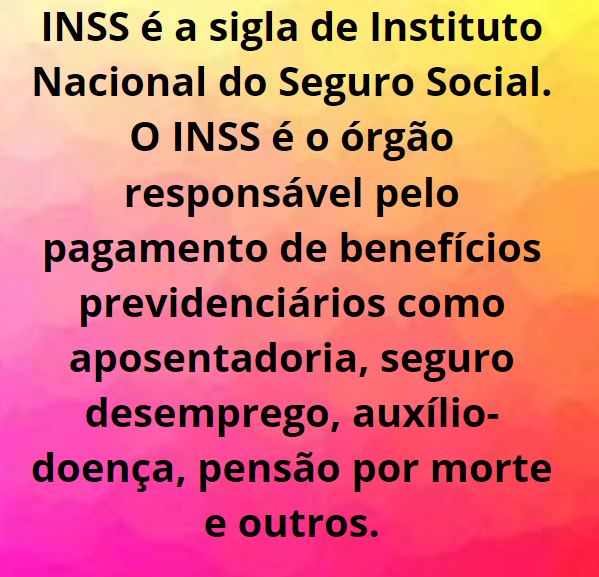 INSS é a sigla de Instituto
Nacional do Seguro Social.
O INSS é o órgão
responsável pelo
pagamento de benefícios
previdenciários como
aposentadoria, seguro
desemprego, auxílio-
doença, pensão por morte
e outros.